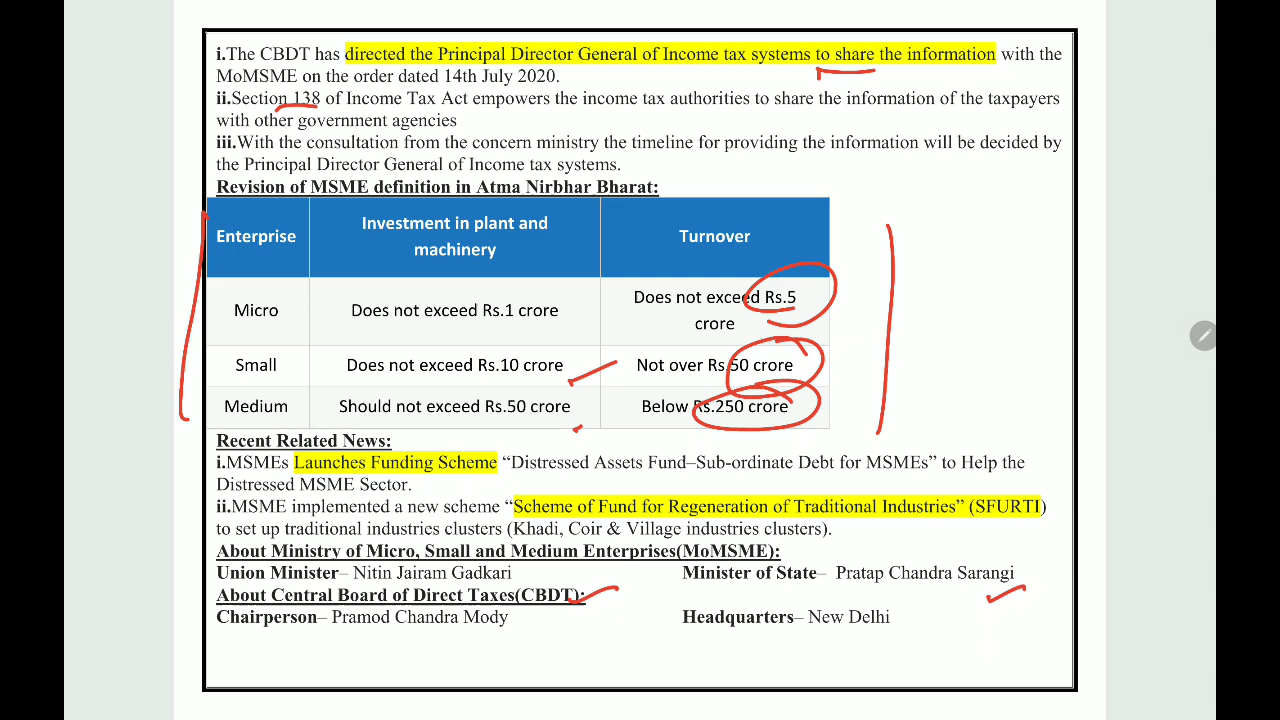 i.The CBDT has directed the Principal Director General of Income tax systems to share the information with the
MoMSME on the order dated 14th July 2020.
ii.Section 138 of Income Tax Act empowers the income tax authorities to share the information of the taxpayers
with other government agencies
iii.With the consultation from the concern ministry the timeline for providing the information will be decided by
the Principal Director General of Income tax systems.
Revision of MSME definition in Atma Nirbhar Bharat:
Enterprise Investment in plant and machinery Turnover
Micro Does not exceed Rs.1 crore Does not exceed Rs.5 crore
Small Does not exceed Rs.10 crore Not over Rs.50 crore
Medium Should not exceed Rs.50 crore Below Rs.250 crore
Recent Related News:
i.MSMEs Launches Funding Scheme “Distressed Assets Fund–Sub-ordinate Debt for MSMEs” to Help the
Distressed MSME Sector.
ii.MSME implemented a new scheme “Scheme of Fund for Regeneration of Traditional Industries” (SFURTI)
to set up traditional industries clusters (Khadi, Coir & Village industries clusters).
About Ministry of Micro, Small and Medium Enterprises(MoMSME):
Union Minister– Nitin Jairam Gadkari Minister of State– Pratap Chandra Sarangi
About Central Board of Direct Taxes(CBDT):
Chairperson– Pramod Chandra Mody Headquarters– New Delhi